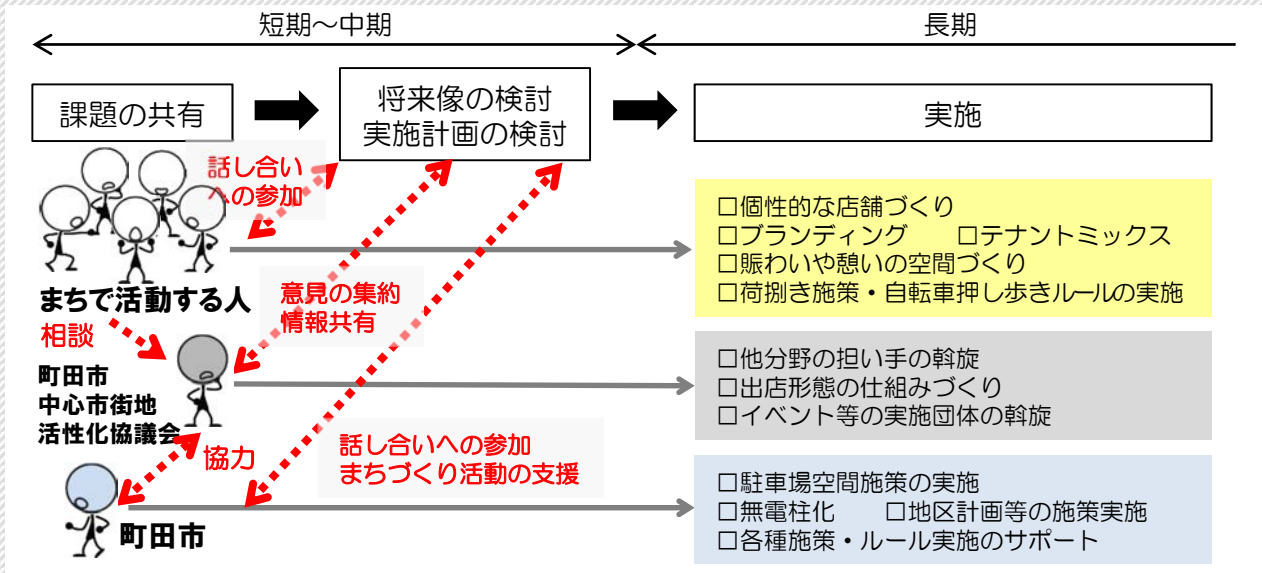 短期～中期
長期
課題の共有
将来像の検討
実施計画の検討
実施
話し合い
への参加
まちで活動する人
相談
意見の集約
情報共有
町田市
中心市街地
活性化協議会
協力
話し合いへの参加
まちづくり活動の支援
町田市
□個性的な店舗づくり
□ブランディング　　□テナントミックス
□賑わいや憩いの空間づくり
□荷捌き施策・自転車押し歩きルールの実施
□他分野の担い手の斡旋
□出店形態の仕組みづくり
□イベント等の実施団体の斡旋
□駐車場空間施策の実施
□無電柱化　　□地区計画等の施策実施
□各種施策・ルール実施のサポート